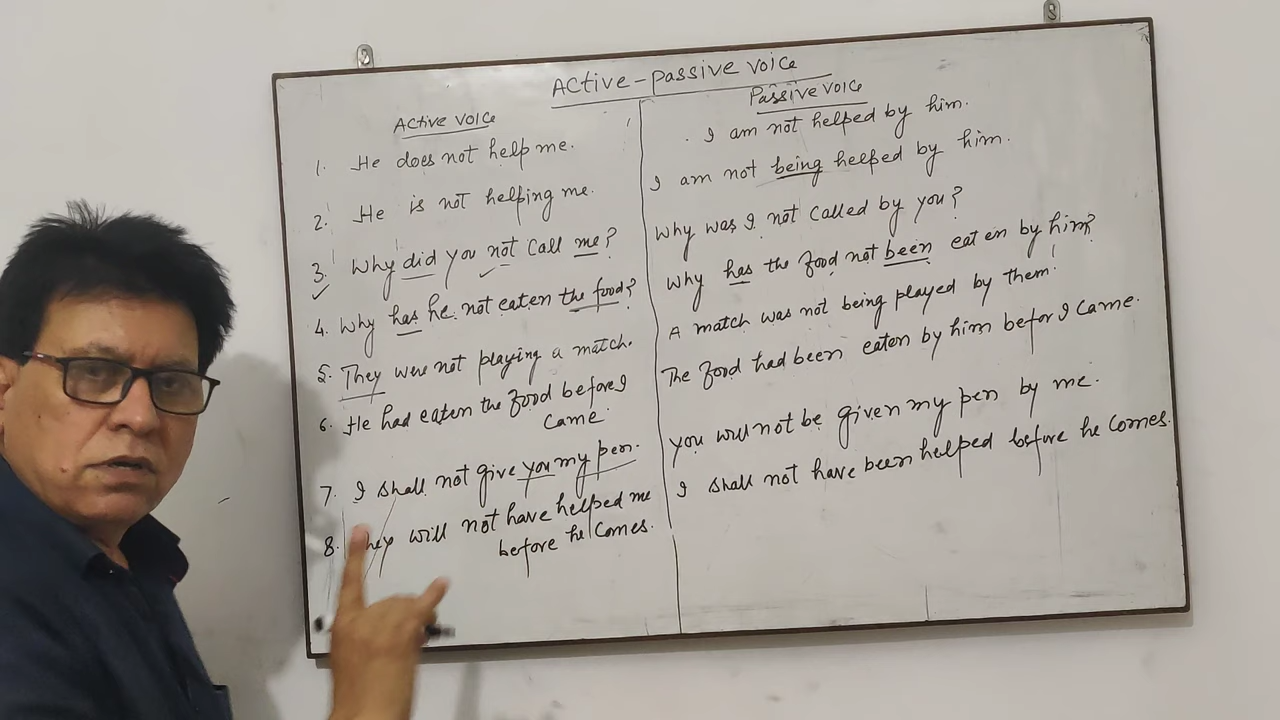 Active-passive voice
Active voice
1. He does not help me.
2. He is not helping me.
3. Why did you not call me?
4. Why has he not eaten the food?
5. They were not playing a match.
6. He had eaten the food before I
came.
7. I shall not give you my pen.
8. They will not have helped me
before he comes.
Passive voice
I am not helped by him.
I am not being helped by him.
Why was I not called by you?
Why has the food not been eaten by him?
A match was not being played by them.
The food had been eaten by him befor I came.
you will not be given my pen by me.
I shall not have been helped before he comes.